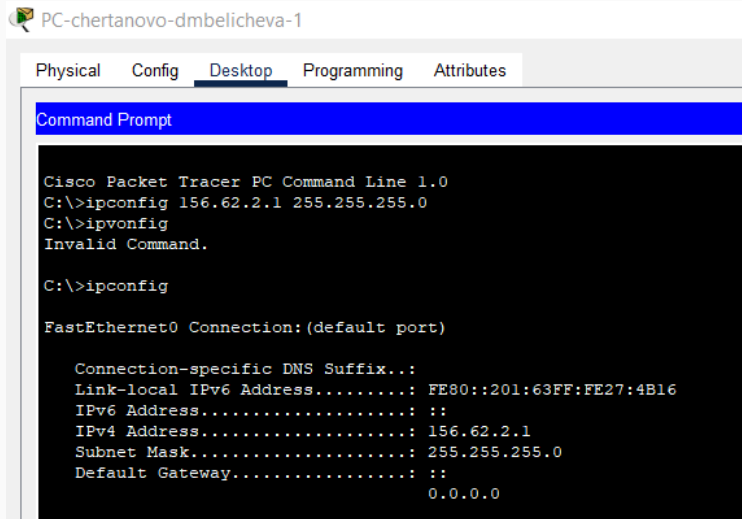 PC-chertanovo-dmbelicheva-1
Physical Config Desktop Programming Attributes
Command Prompt
Cisco Packet Tracer PC Command Line 1.0
C:\>ipconfig 156.62.2.1 255.255.255.0
C:\>ipvonfig
Invalid Command.
C:\>ipconfig
FastEthernet0 Connection:(default port)
Connection-specific DNS Suffix..:
Link-local IPv6 Address.........: FE80::201:63FF:FE27:4B16
IPv6 Address....................: ::
IPv4 Address....................: 156.62.2.1
Subnet Mask.....................: 255.255.255.0
Default Gateway.................: ::
0.0.0.0